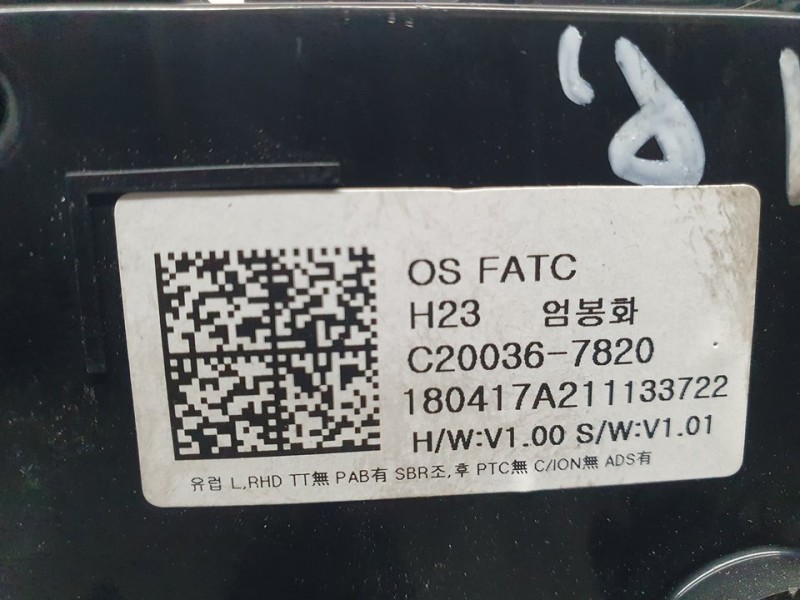 OS FATC
H23 엄봉화
C20036-7820
180417A211133722
H/W:V1.00 S/W:V1.01
유럽 L,RHD TT無 PAB有 SBR조,후 PTC無 C/ION無 ADS有